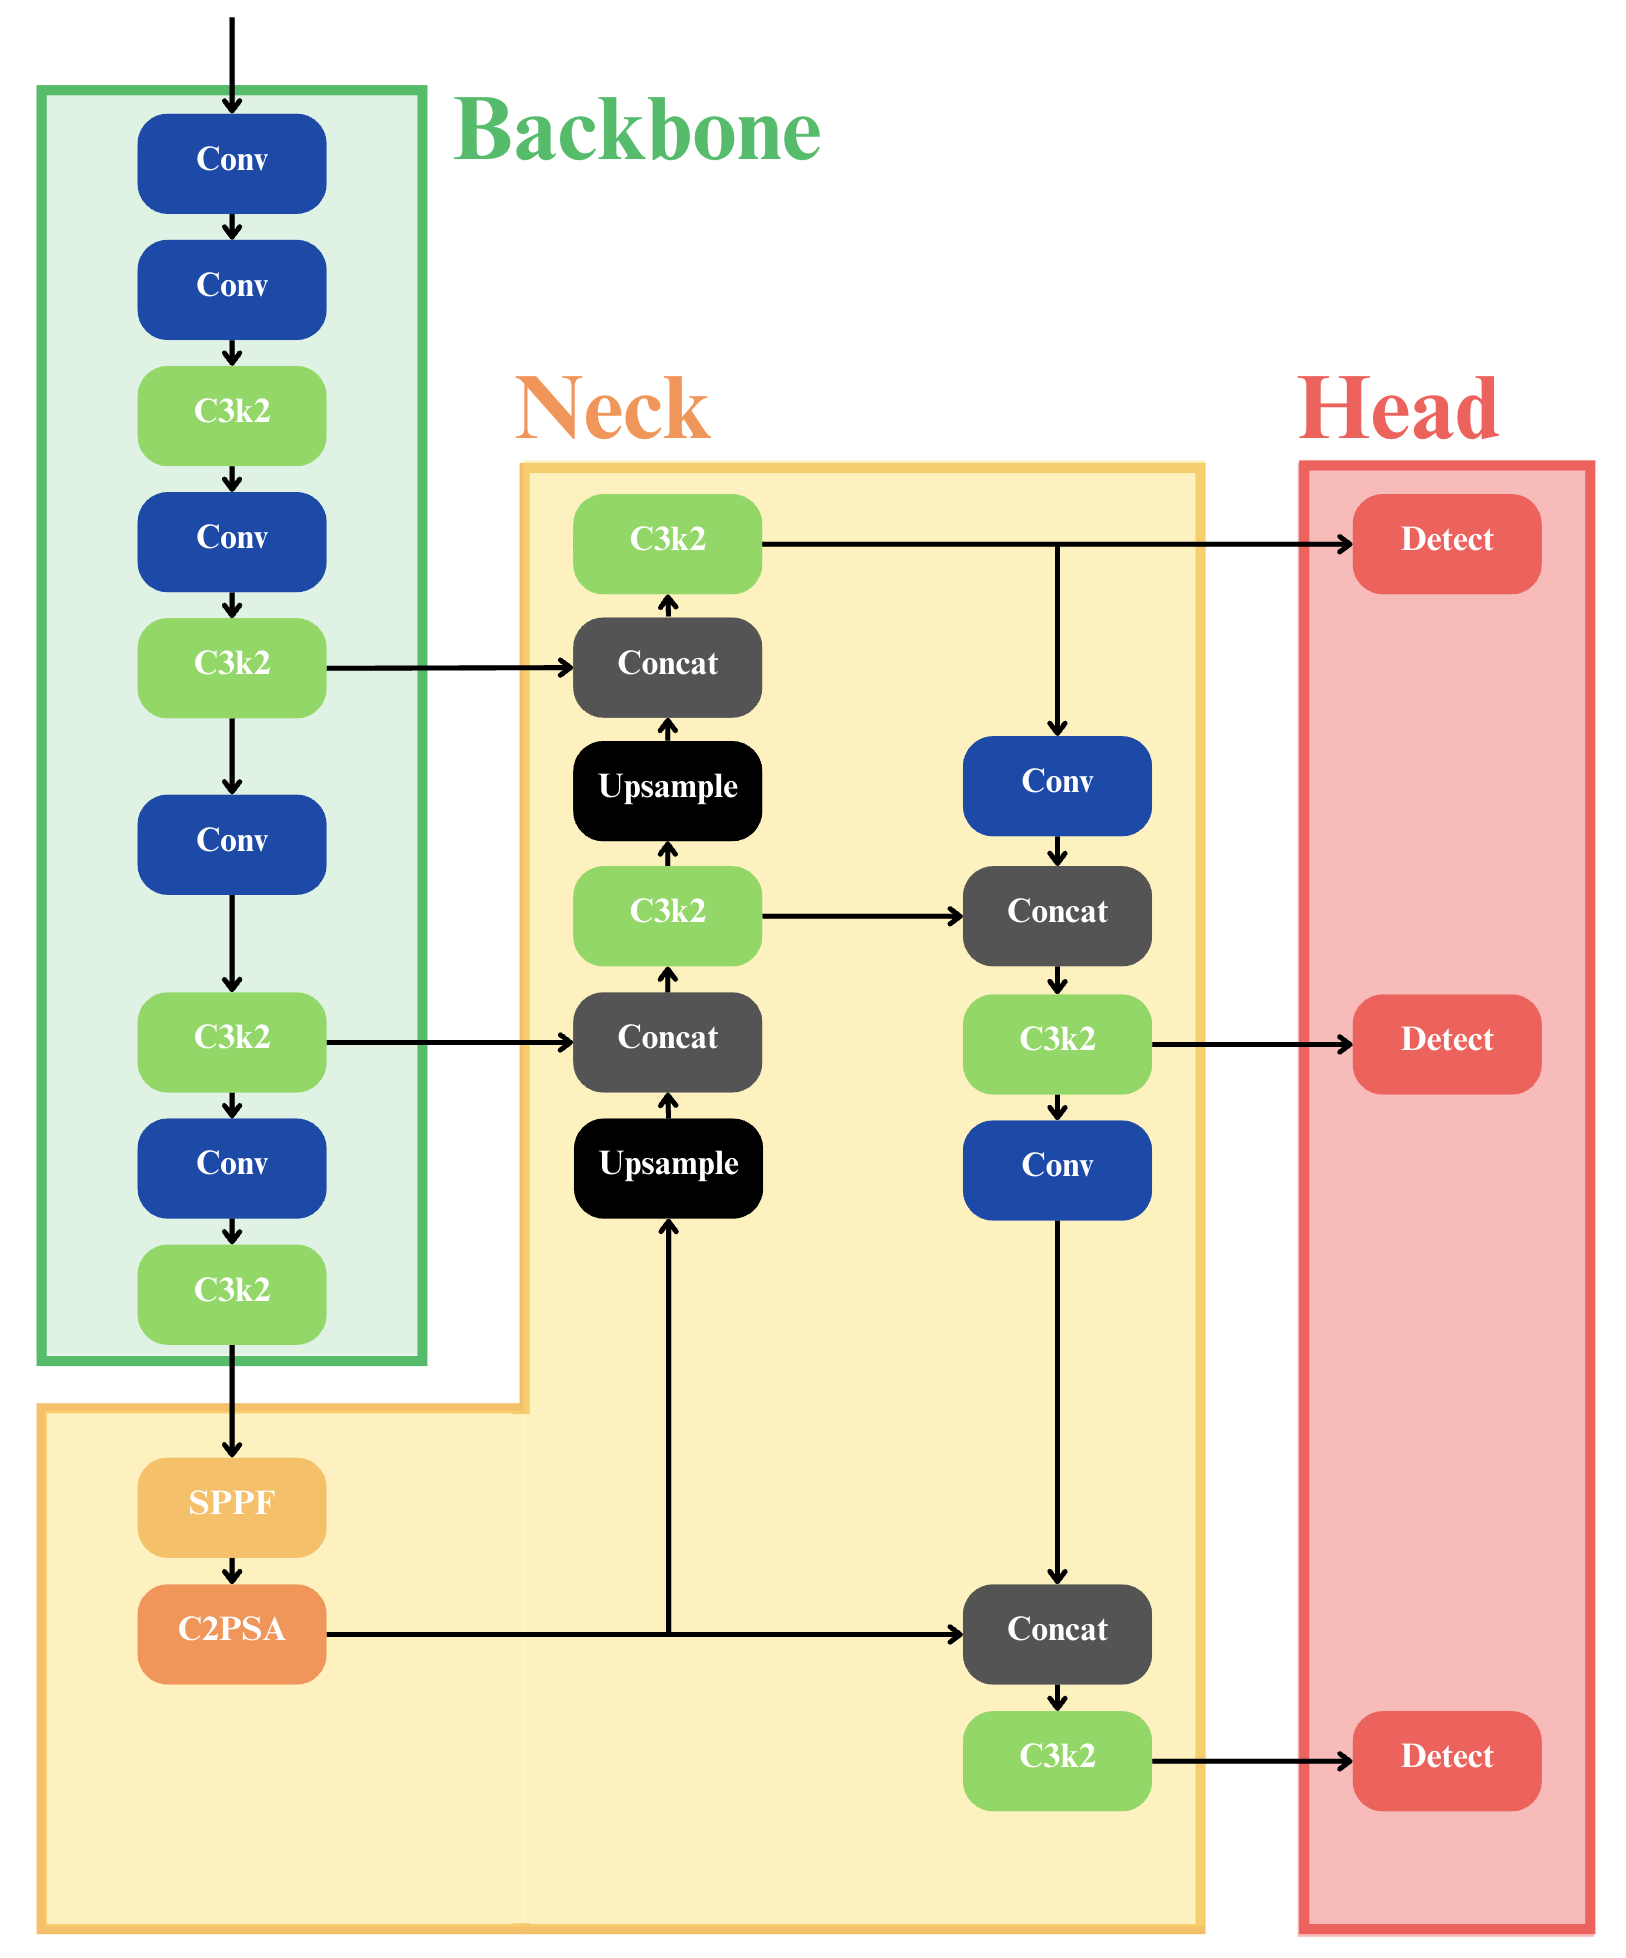 Backbone
Conv
Conv
C3k2
Conv
C3k2
Conv
C3k2
Conv
C3k2
SPPF
C2PSA
Neck
C3k2
Concat
Upsample
C3k2
Concat
Upsample
Conv
Concat
C3k2
Conv
Concat
C3k2
Head
Detect
Detect
Detect